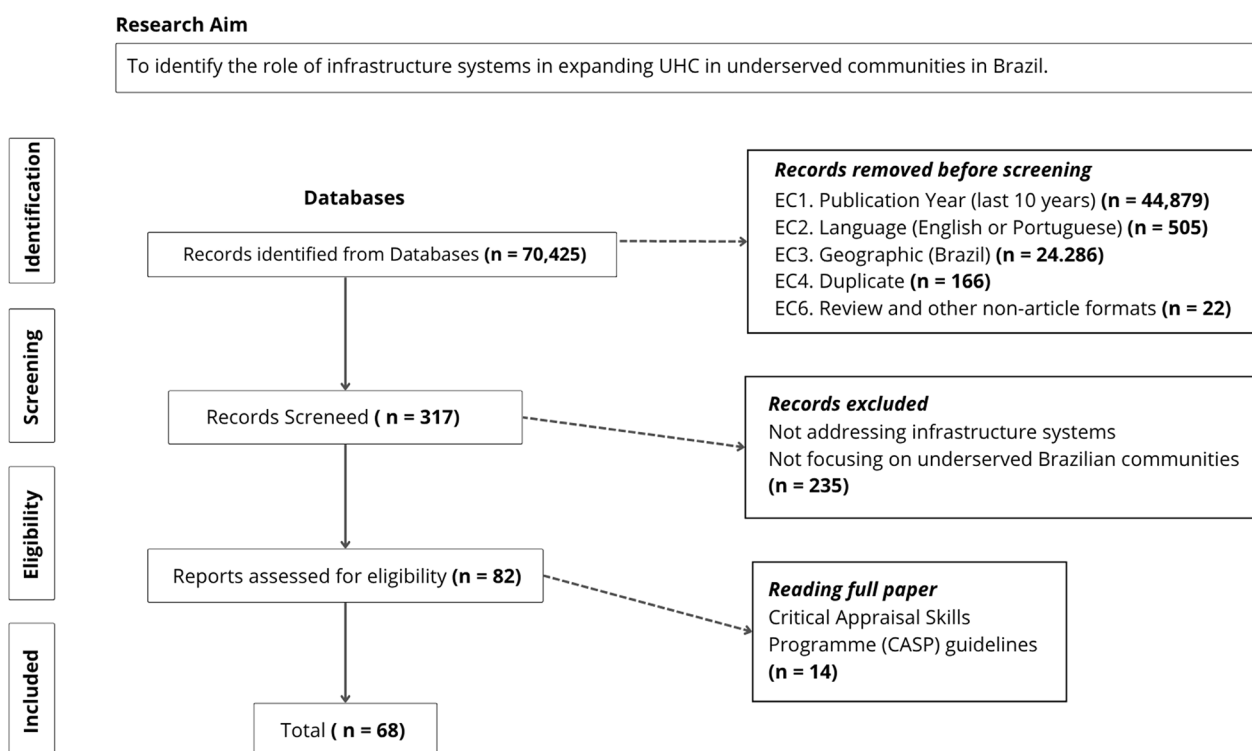 Research Aim
To identify the role of infrastructure systems in expanding UHC in underserved communities in Brazil.
Identification
Databases
Records identified from Databases (n = 70,425)
Records removed before screening
EC1. Publication Year (last 10 years) (n = 44,879)
EC2. Language (English or Portuguese) (n = 505)
EC3. Geographic (Brazil) (n = 24.286)
EC4. Duplicate (n = 166)
EC6. Review and other non-article formats (n = 22)
Screening
Records Screneed ( n = 317)
Records excluded
Not addressing infrastructure systems
Not focusing on underserved Brazilian communities
(n = 235)
Eligibility
Reports assessed for eligibility (n = 82)
Reading full paper
Critical Appraisal Skills
Programme (CASP) guidelines
(n = 14)
Included
Total ( n = 68)